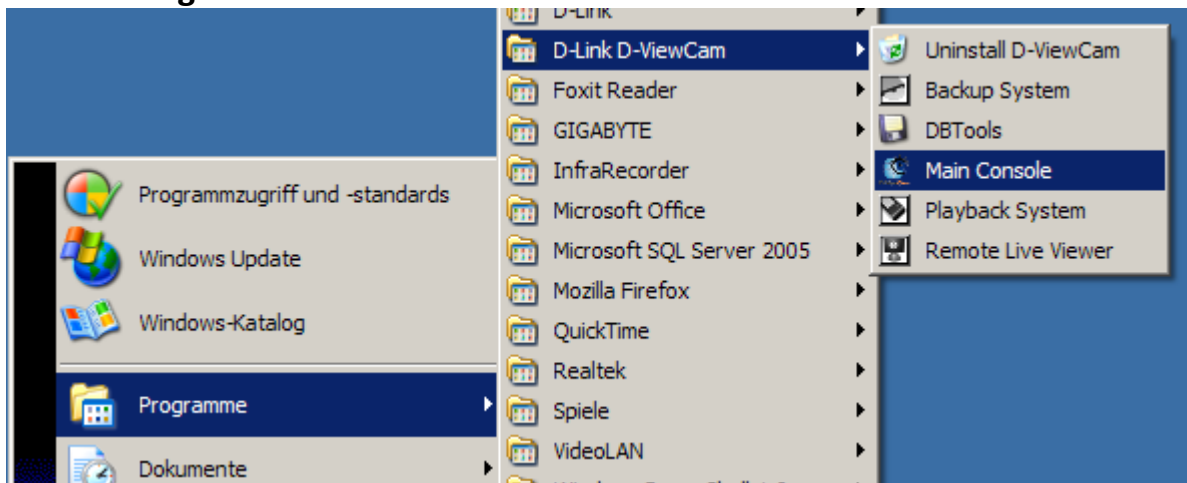 D-Link
D-Link D-ViewCam
Foxit Reader
GIGABYTE
InfraRecorder
Microsoft Office
Microsoft SQL Server 2005
Mozilla Firefox
QuickTime
Realtek
Spiele
VideoLAN
Uninstall D-ViewCam
Backup System
DBTools
Main Console
Playback System
Remote Live Viewer
Programmzugriff und -standards
Windows Update
Windows-Katalog
Programme
Dokumente